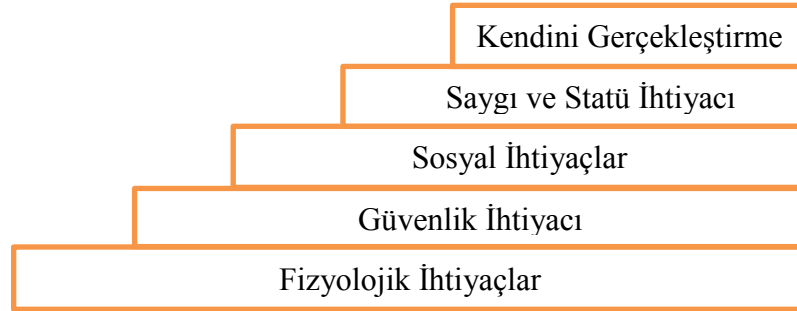 Kendini Gerçekleştirme
Saygı ve Statü İhtiyacı
Sosyal İhtiyaçlar
Güvenlik İhtiyacı
Fizyolojik İhtiyaçlar